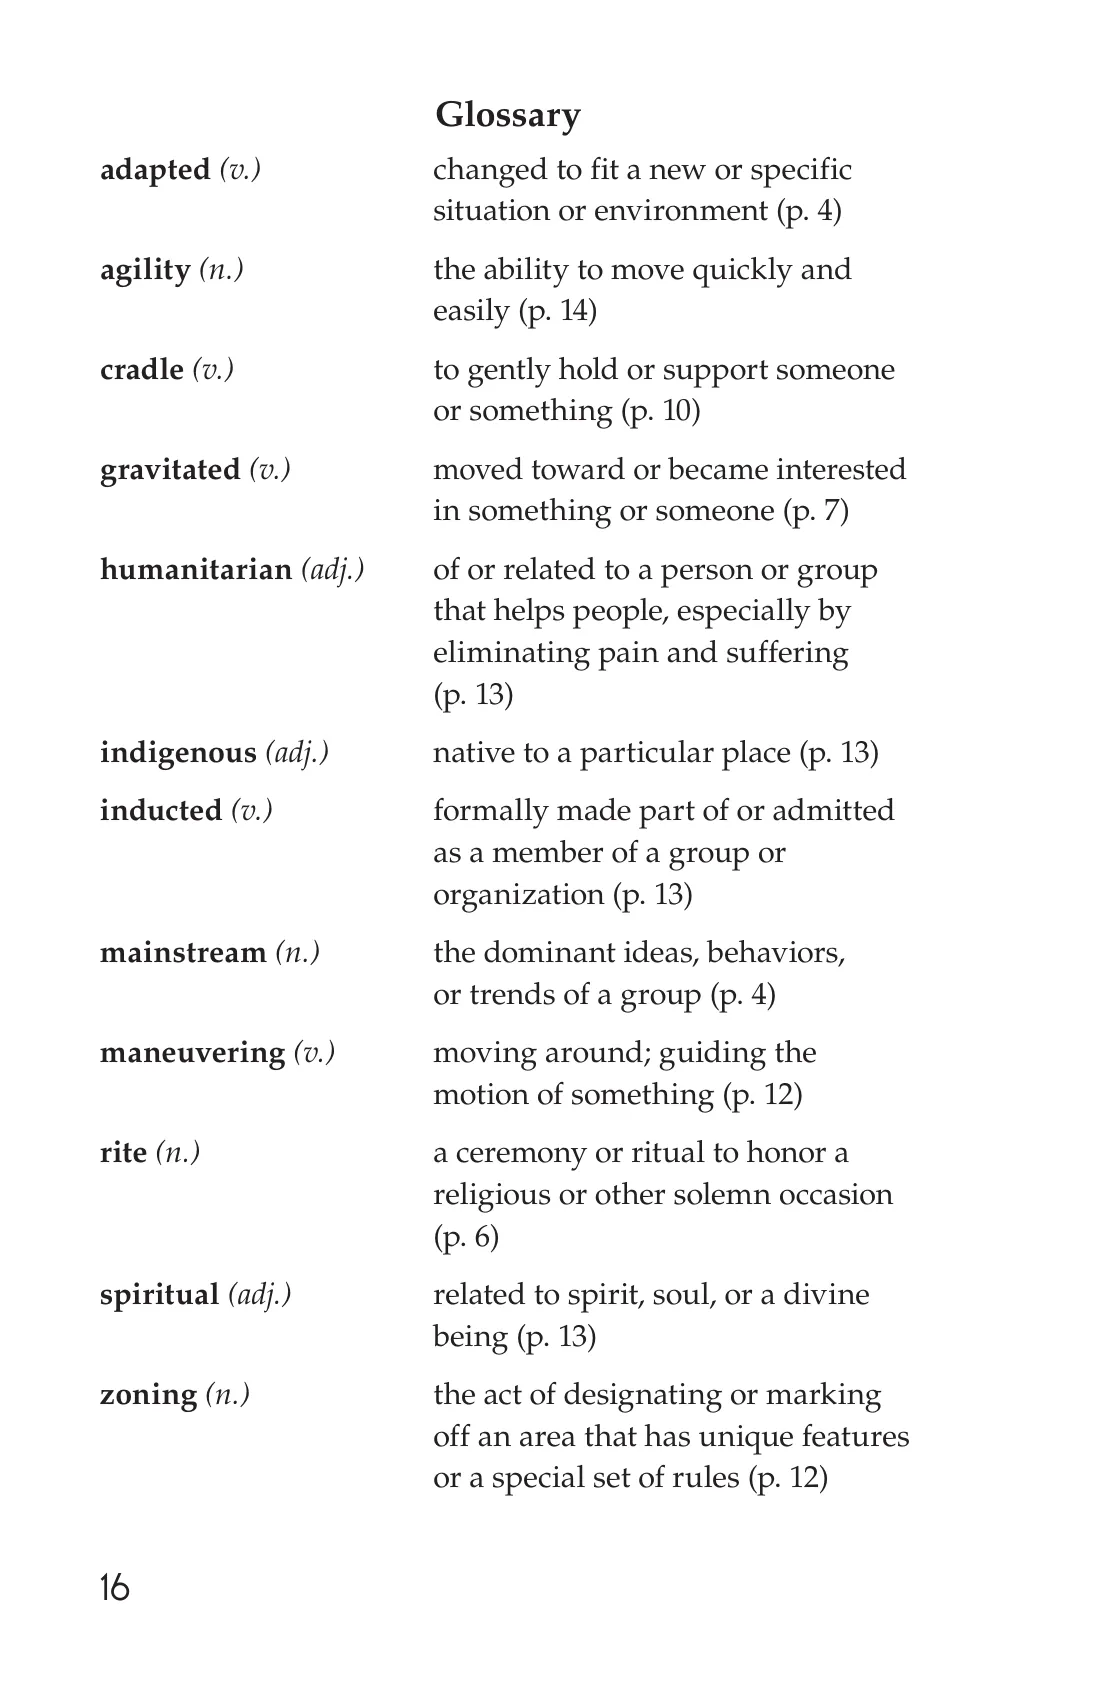 Glossary
adapted (v.) changed to fit a new or specific
situation or environment (p. 4)
agility (n.) the ability to move quickly and
easily (p. 14)
cradle (v.) to gently hold or support someone
or something (p. 10)
gravitated (v.) moved toward or became interested
in something or someone (p. 7)
humanitarian (adj.) of or related to a person or group
that helps people, especially by
eliminating pain and suffering
(p. 13)
indigenous (adj.) native to a particular place (p. 13)
inducted (v.) formally made part of or admitted
as a member of a group or
organization (p. 13)
mainstream (n.) the dominant ideas, behaviors,
or trends of a group (p. 4)
maneuvering (v.) moving around; guiding the
motion of something (p. 12)
rite (n.) a ceremony or ritual to honor a
religious or other solemn occasion
(p. 6)
spiritual (adj.) related to spirit, soul, or a divine
being (p. 13)
zoning (n.) the act of designating or marking
off an area that has unique features
or a special set of rules (p. 12)
16